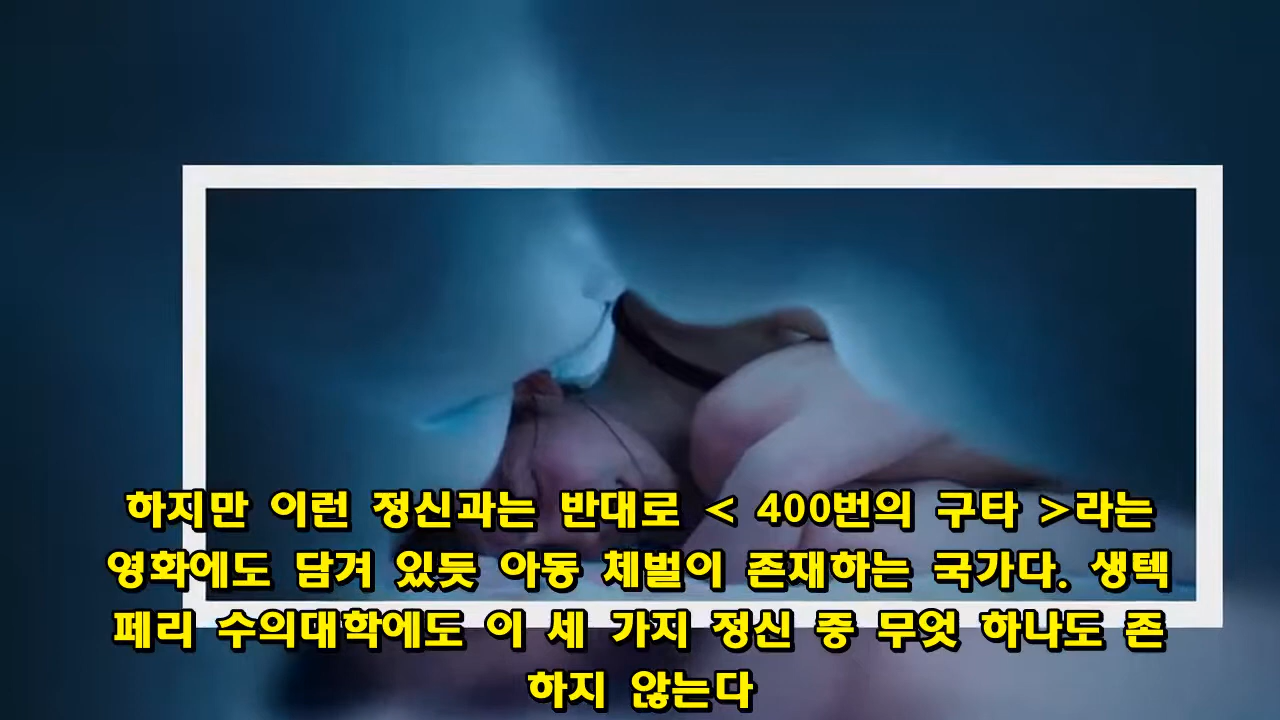 하지만 이런 정신과는 반대로 < 400번의 구타 >라는
영화에도 담겨 있듯 아동 체벌이 존재하는 국가다. 생텍
페리 수의대학에도 이 세 가지 정신 중 무엇 하나도 존
하지 않는다